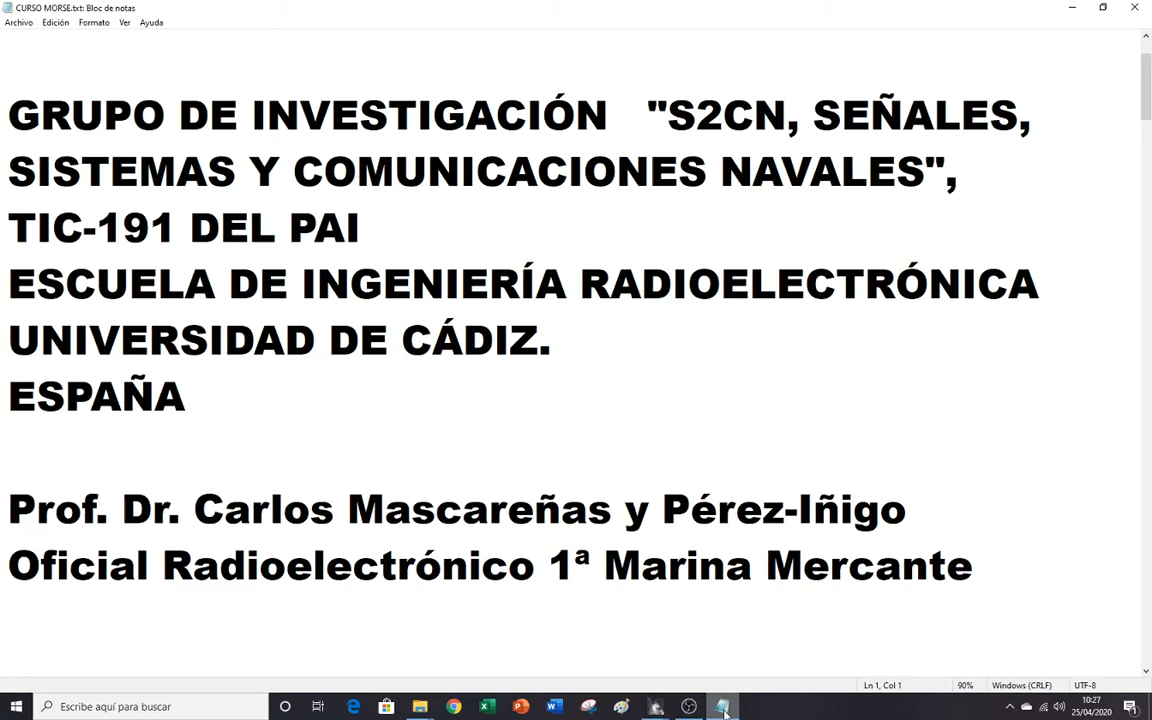 CURSO MORSE.txt: Bloc de notas
Archivo Edición Formato Ver Ayuda
GRUPO DE INVESTIGACIÓN "S2CN, SEÑALES,
SISTEMAS Y COMUNICACIONES NAVALES",
TIC-191 DEL PAI
ESCUELA DE INGENIERÍA RADIOELECTRÓNICA
UNIVERSIDAD DE CÁDIZ.
ESPAÑA
Prof. Dr. Carlos Mascareñas y Pérez-Iñigo
Oficial Radioelectrónico 1ª Marina Mercante
Ln 1, Col 1 90% Windows (CRLF) UTF-8
Escribe aquí para buscar
10:27
25/04/2020